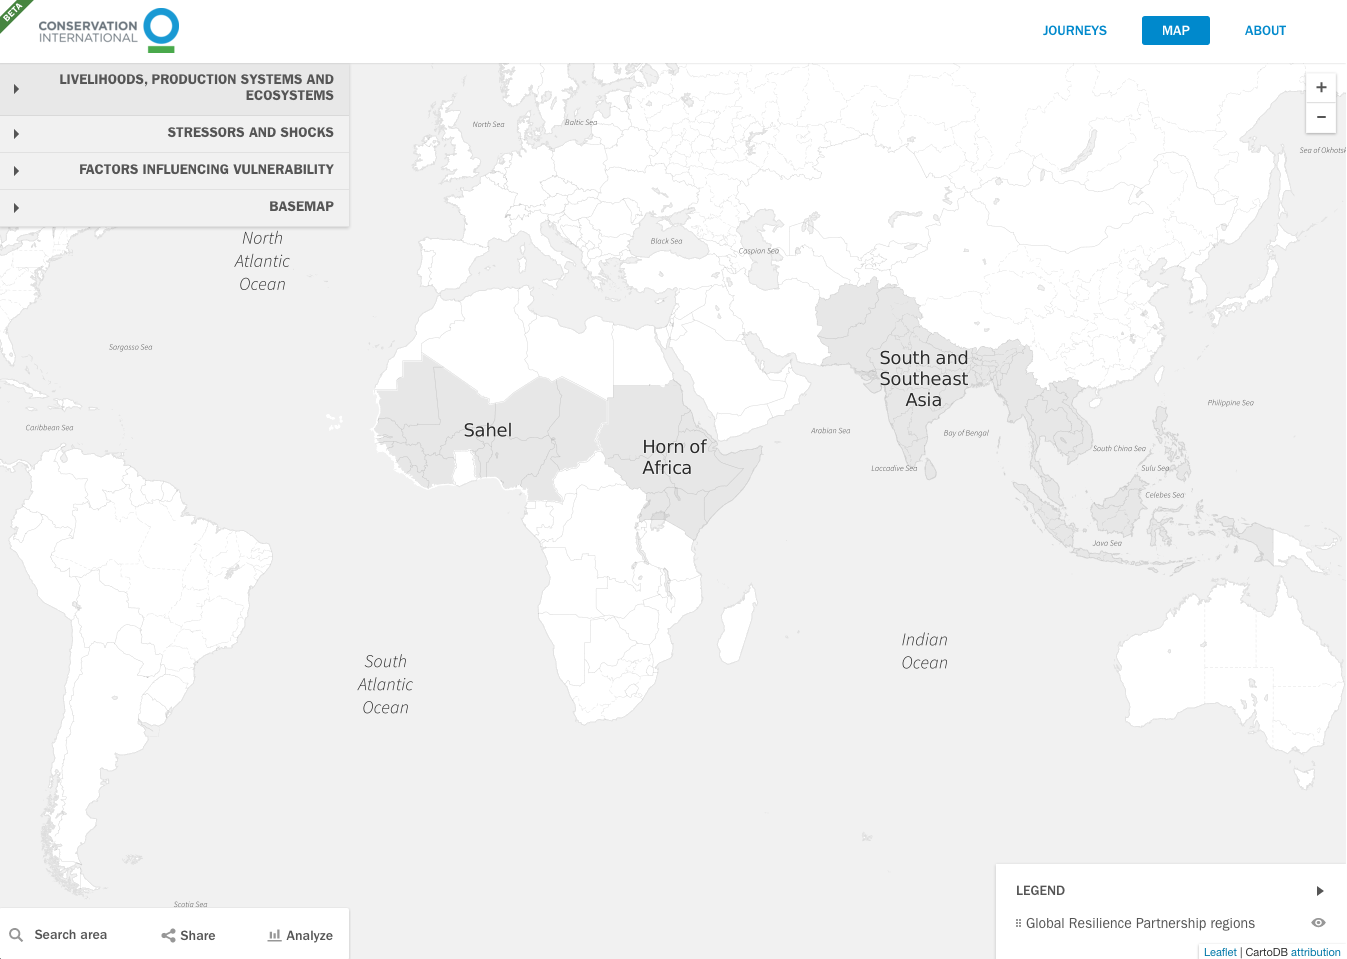 BETA
CONSERVATION
INTERNATIONAL
JOURNEYS
MAP
ABOUT
LIVELIHOODS, PRODUCTION SYSTEMS AND
ECOSYSTEMS
STRESSORS AND SHOCKS
FACTORS INFLUENCING VULNERABILITY
BASEMAP
+
−
North Sea
Baltic Sea
Sea of Okhotsk
North
Atlantic
Ocean
Black Sea
Caspian Sea
Sargasso Sea
South and
Southeast
Asia
Philippine Sea
Caribbean Sea
Sahel
Arabian Sea
Bay of Bengal
Horn of
Africa
South China Sea
Laccadive Sea
Sulu Sea
Celebes Sea
Java Sea
Indian
Ocean
South
Atlantic
Ocean
Scotia Sea
Search area
Share
Analyze
LEGEND
Global Resilience Partnership regions
Leaflet | CartoDB attribution